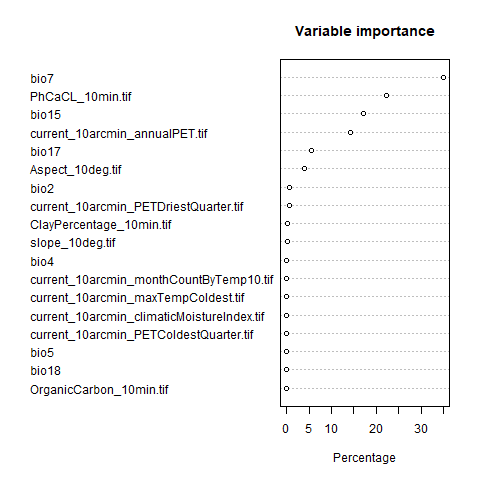 Variable importance
bio7
PhCaCL_10min.tif
bio15
current_10arcmin_annualPET.tif
bio17
Aspect_10deg.tif
bio2
current_10arcmin_PETDriestQuarter.tif
ClayPercentage_10min.tif
slope_10deg.tif
bio4
current_10arcmin_monthCountByTemp10.tif
current_10arcmin_maxTempColdest.tif
current_10arcmin_climaticMoistureIndex.tif
current_10arcmin_PETColdestQuarter.tif
bio5
bio18
OrganicCarbon_10min.tif
0 5 10 20 30
Percentage